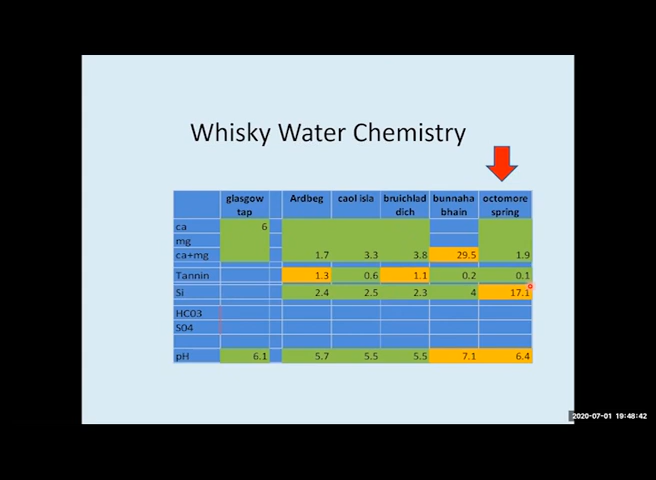 Whisky Water Chemistry
glasgow tap Ardbeg caol isla bruichlad dich bunnaha bhain octomore spring
ca 6
mg
ca+mg 1.7 3.3 3.8 29.5 1.9
Tannin 1.3 0.6 1.1 0.2 0.1
Si 2.4 2.5 2.3 4 17.1
HC03
S04
pH 6.1 5.7 5.5 5.5 7.1 6.4
2020-07-01 19:48:42